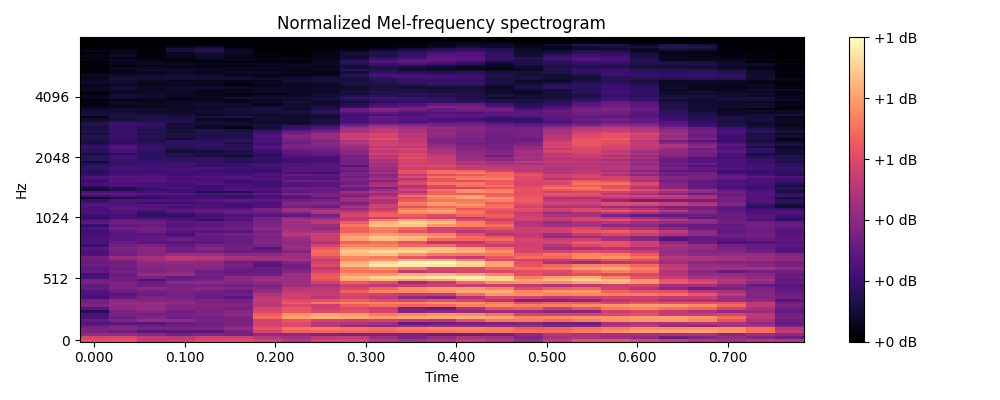 Normalized Mel-frequency spectrogram
+1 dB
+1 dB
+1 dB
+0 dB
+0 dB
+0 dB
4096
2048
1024
512
0
Hz
0.000 0.100 0.200 0.300 0.400 0.500 0.600 0.700
Time